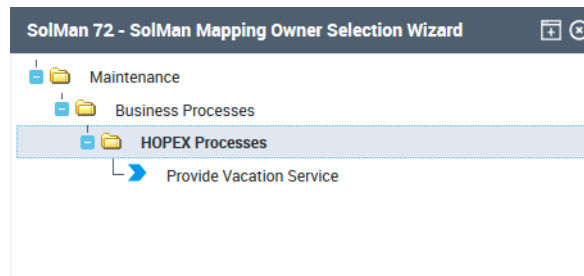 SolMan 72 - SolMan Mapping Owner Selection Wizard
Maintenance
Business Processes
HOPEX Processes
Provide Vacation Service